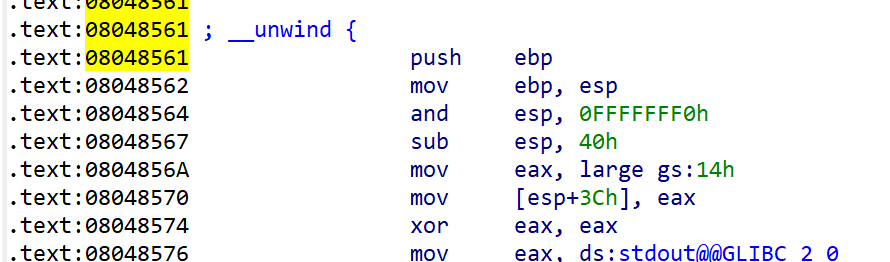 .text:08048561
.text:08048561 ; __unwind {
.text:08048561 push ebp
.text:08048562 mov ebp, esp
.text:08048564 and esp, 0FFFFFFF0h
.text:08048567 sub esp, 40h
.text:0804856A mov eax, large gs:14h
.text:08048570 mov [esp+3Ch], eax
.text:08048574 xor eax, eax
.text:08048576 mov eax, ds:stdout@@GLIBC_2_0